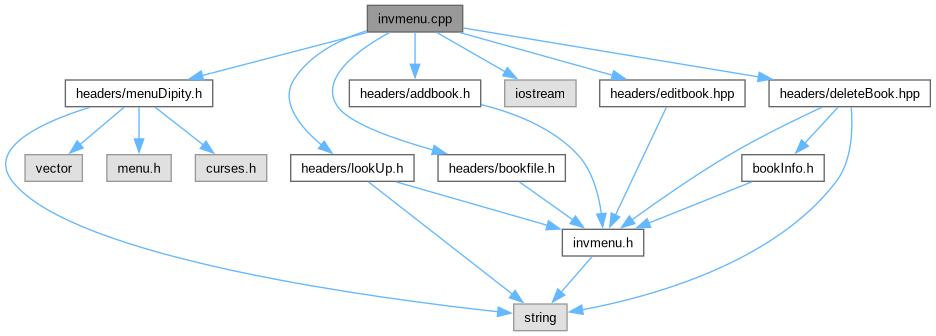 invmenu.cpp
headers/menuDipity.h
headers/addbook.h
iostream
headers/editbook.hpp
headers/deleteBook.hpp
vector
menu.h
curses.h
headers/lookUp.h
headers/bookfile.h
bookInfo.h
invmenu.h
string